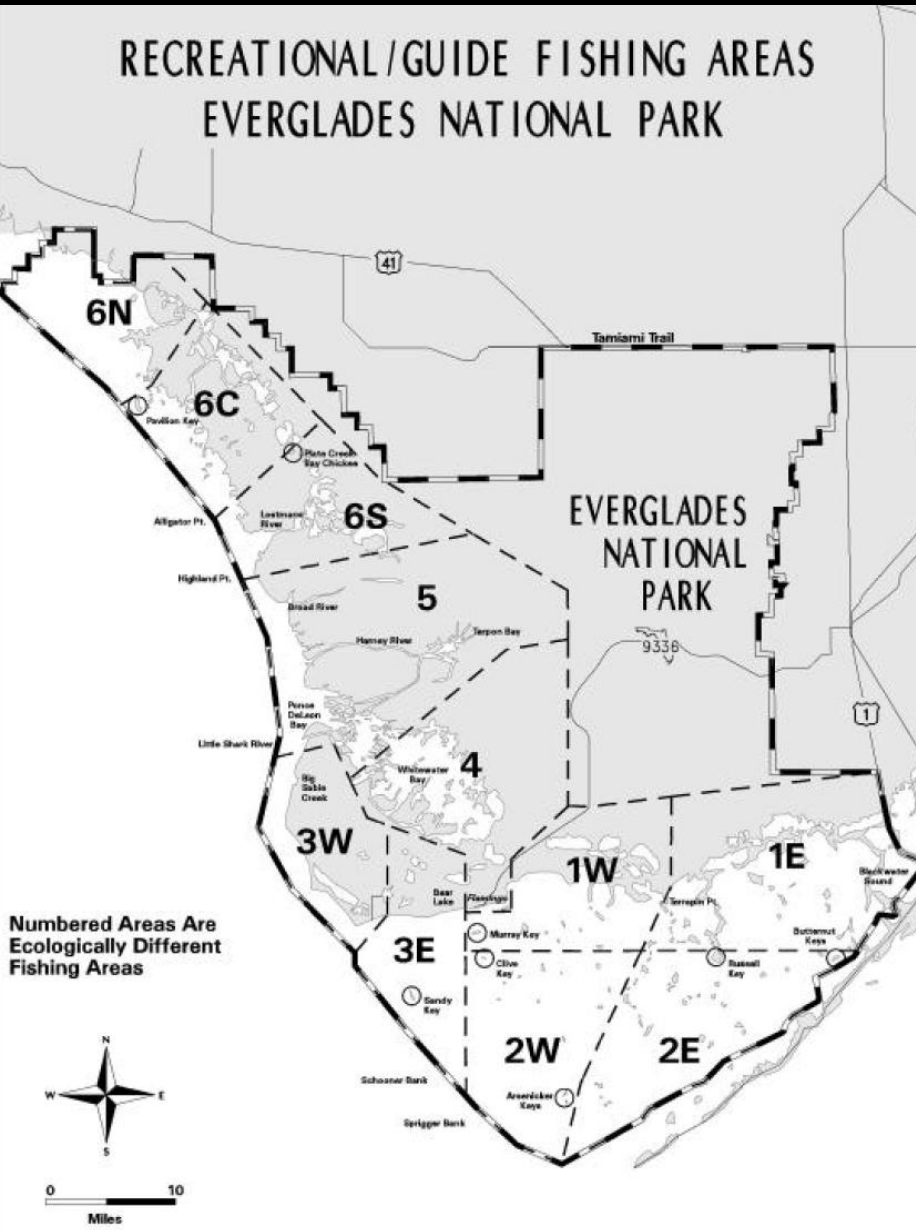 RECREATIONAL/GUIDE FISHING AREAS
EVERGLADES NATIONAL PARK
41
Tamiami Trail
6N
6C
Pavilion Key
Plate Creek
Bay Chickee
EVERGLADES
NATIONAL
PARK
Alligator Pt.
Lostmans
River
6S
Highland Pt.
5
Broad River
Harney River
Tarpon Bay
9336
Ponce
DeLeon
Bay
1
Little Shark River
Whitewater
Bay
4
Big
Sable
Creek
3W
1W
1E
Blackwater
Sound
Bear
Lake
Flamingo
Terrapin Pt.
Numbered Areas Are
Ecologically Different
Fishing Areas
Murray Key
Butternut
Keys
3E
Clive
Key
Russell
Key
Sandy
Key
2W
2E
N
W
E
S
Schooner Bank
Arsenicker
Keys
Sprigger Bank
0
10
Miles